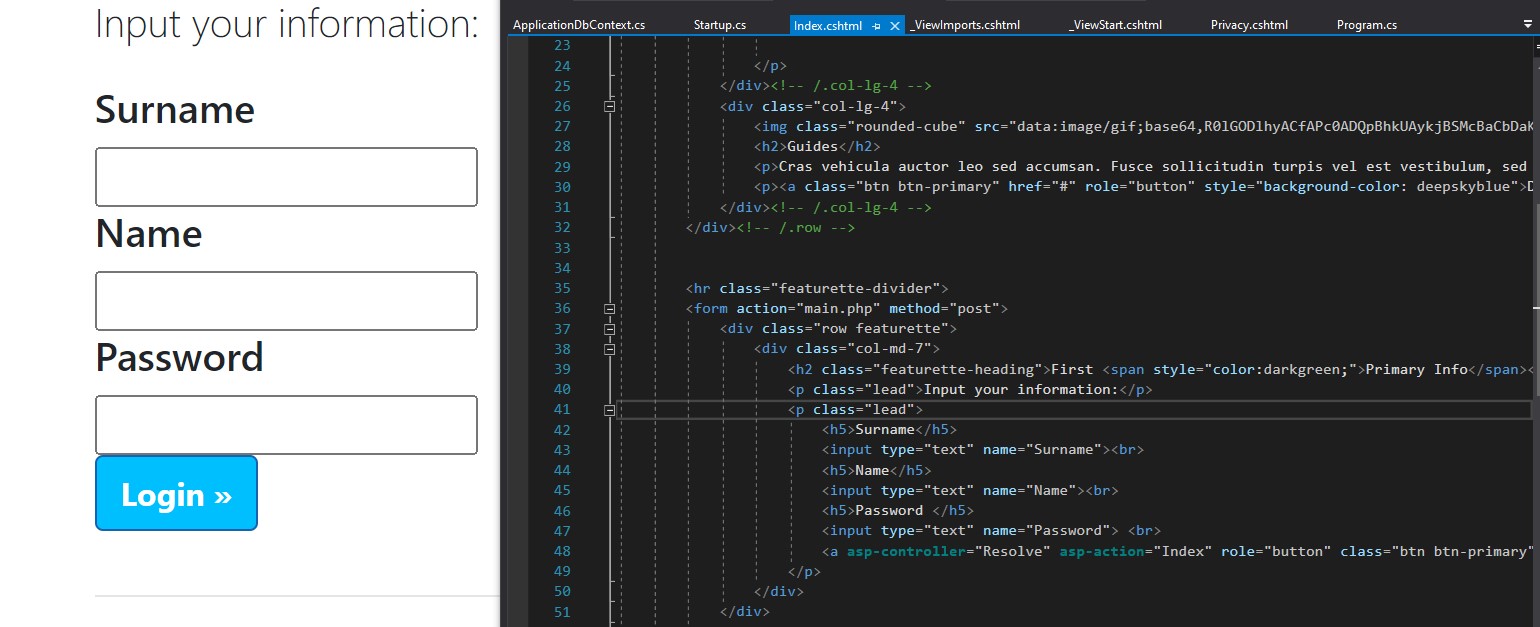 Input your information:
Surname
Name
Password
Login »
ApplicationDbContext.cs Startup.cs Index.cshtml _ViewImports.cshtml _ViewStart.cshtml Privacy.cshtml Program.cs
23
24 </p>
25 </div><!-- /.col-lg-4 -->
26 <div class="col-lg-4">
27 <img class="rounded-cube" src="data:image/gif;base64,R0lGODlhyACfAPc0ADQpBhkUAykjBSMcBaCbDaK
28 <h2>Guides</h2>
29 <p>Cras vehicula auctor leo sed accumsan. Fusce sollicitudin turpis vel est vestibulum, sed
30 <p><a class="btn btn-primary" href="#" role="button" style="background-color: deepskyblue">D
31 </div><!-- /.col-lg-4 -->
32 </div><!-- /.row -->
33
34
35 <hr class="featurette-divider">
36 <form action="main.php" method="post">
37 <div class="row featurette">
38 <div class="col-md-7">
39 <h2 class="featurette-heading">First <span style="color:darkgreen;">Primary Info</span><
40 <p class="lead">Input your information:</p>
41 <p class="lead">
42 <h5>Surname</h5>
43 <input type="text" name="Surname"><br>
44 <h5>Name</h5>
45 <input type="text" name="Name"><br>
46 <h5>Password </h5>
47 <input type="text" name="Password"> <br>
48 <a asp-controller="Resolve" asp-action="Index" role="button" class="btn btn-primary"
49 </p>
50 </div>
51 </div>